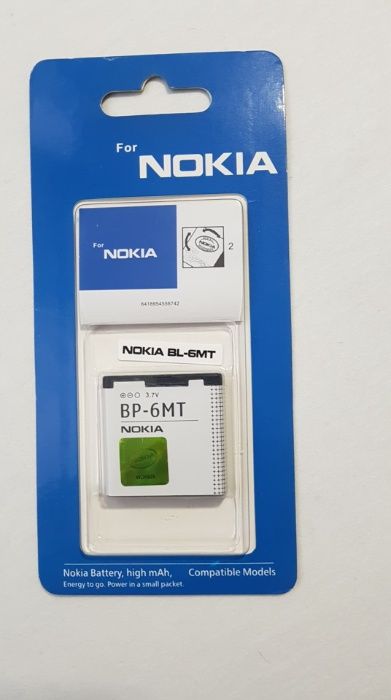 For
NOKIA
For
NOKIA
2
NOKIA BL-6MT
3.7V
BP-6MT
NOKIA
NOKIA
Nokia Battery, high mAh, Compatible Models
Energy to go. Power in a small packet.